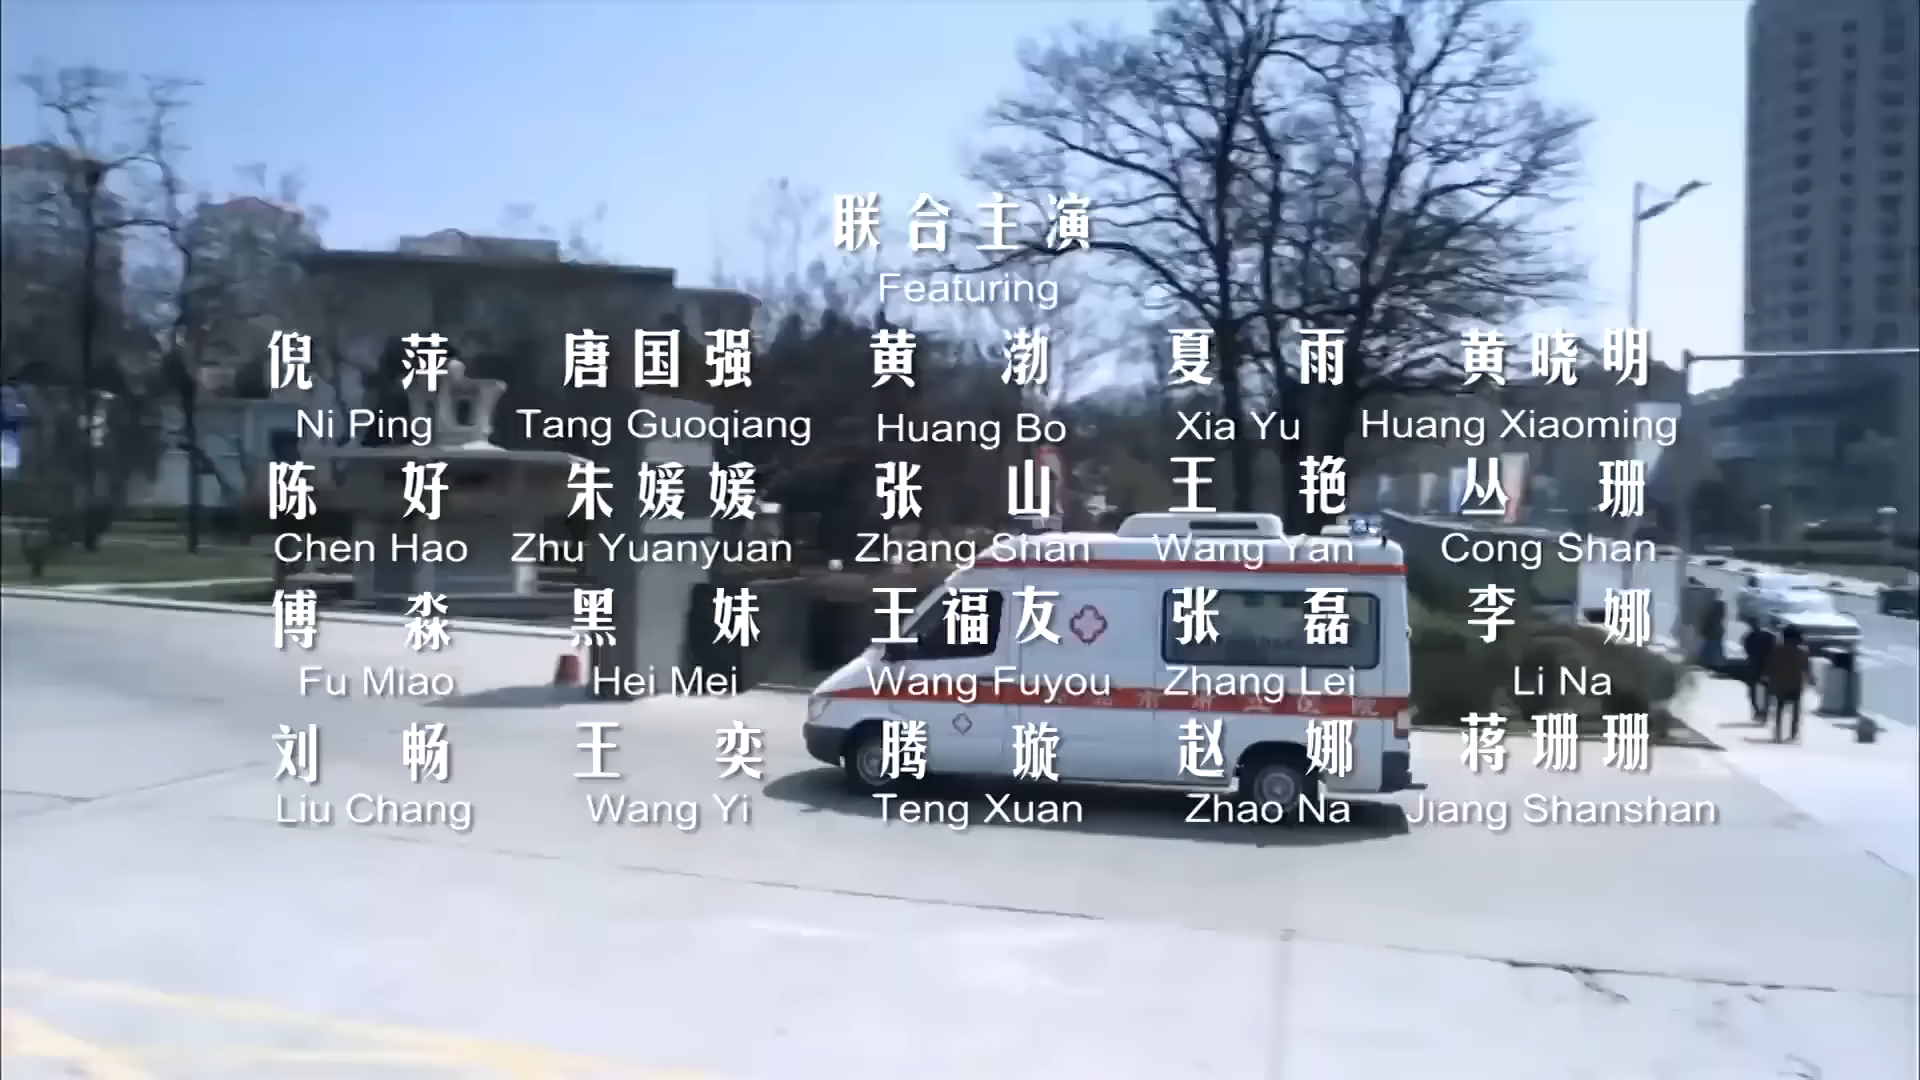 联合主演
Featuring
倪萍 唐国强 黄渤 夏雨 黄晓明
Ni Ping Tang Guoqiang Huang Bo Xia Yu Huang Xiaoming
陈好 朱媛媛 张山 王艳 丛珊
Chen Hao Zhu Yuanyuan Zhang Shan Wang Yan Cong Shan
傅淼 黑妹 王福友 张磊 李娜
Fu Miao Hei Mei Wang Fuyou Zhang Lei Li Na
刘畅 王奕 腾璇 赵娜 蒋珊珊
Liu Chang Wang Yi Teng Xuan Zhao Na Jiang Shanshan